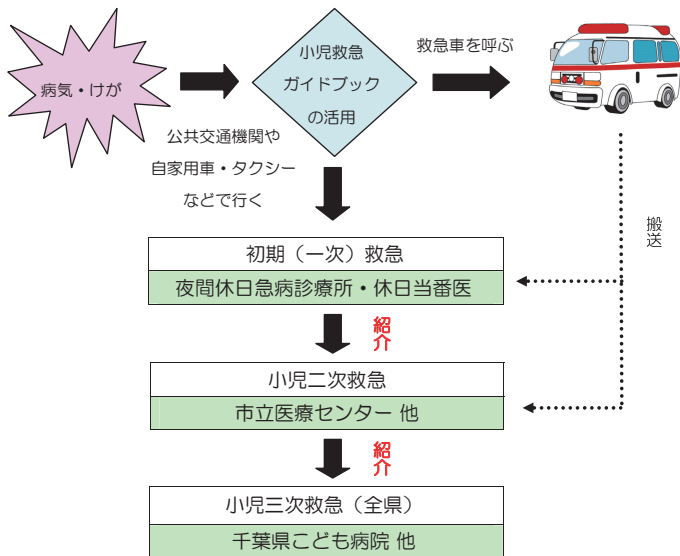 病気・けが
小児救急
ガイドブック
の活用
救急車を呼ぶ
公共交通機関や
自家用車・タクシー
などで行く
搬送
初期（一次）救急
夜間休日急病診療所・休日当番医
紹介
小児二次救急
市立医療センター 他
紹介
小児三次救急（全県）
千葉県こども病院 他